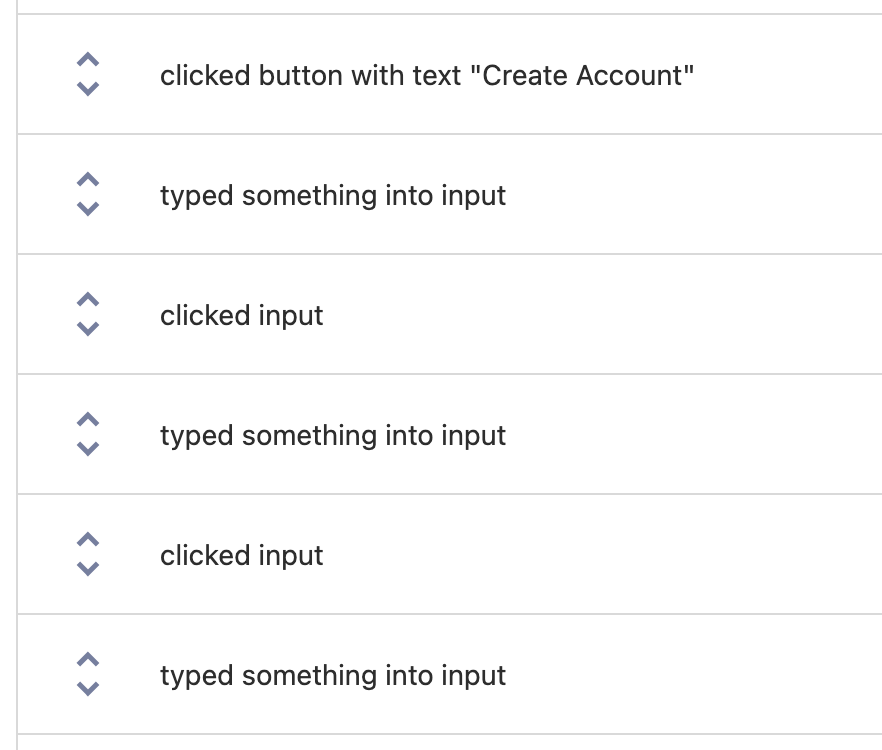 clicked button with text "Create Account"
typed something into input
clicked input
typed something into input
clicked input
typed something into input